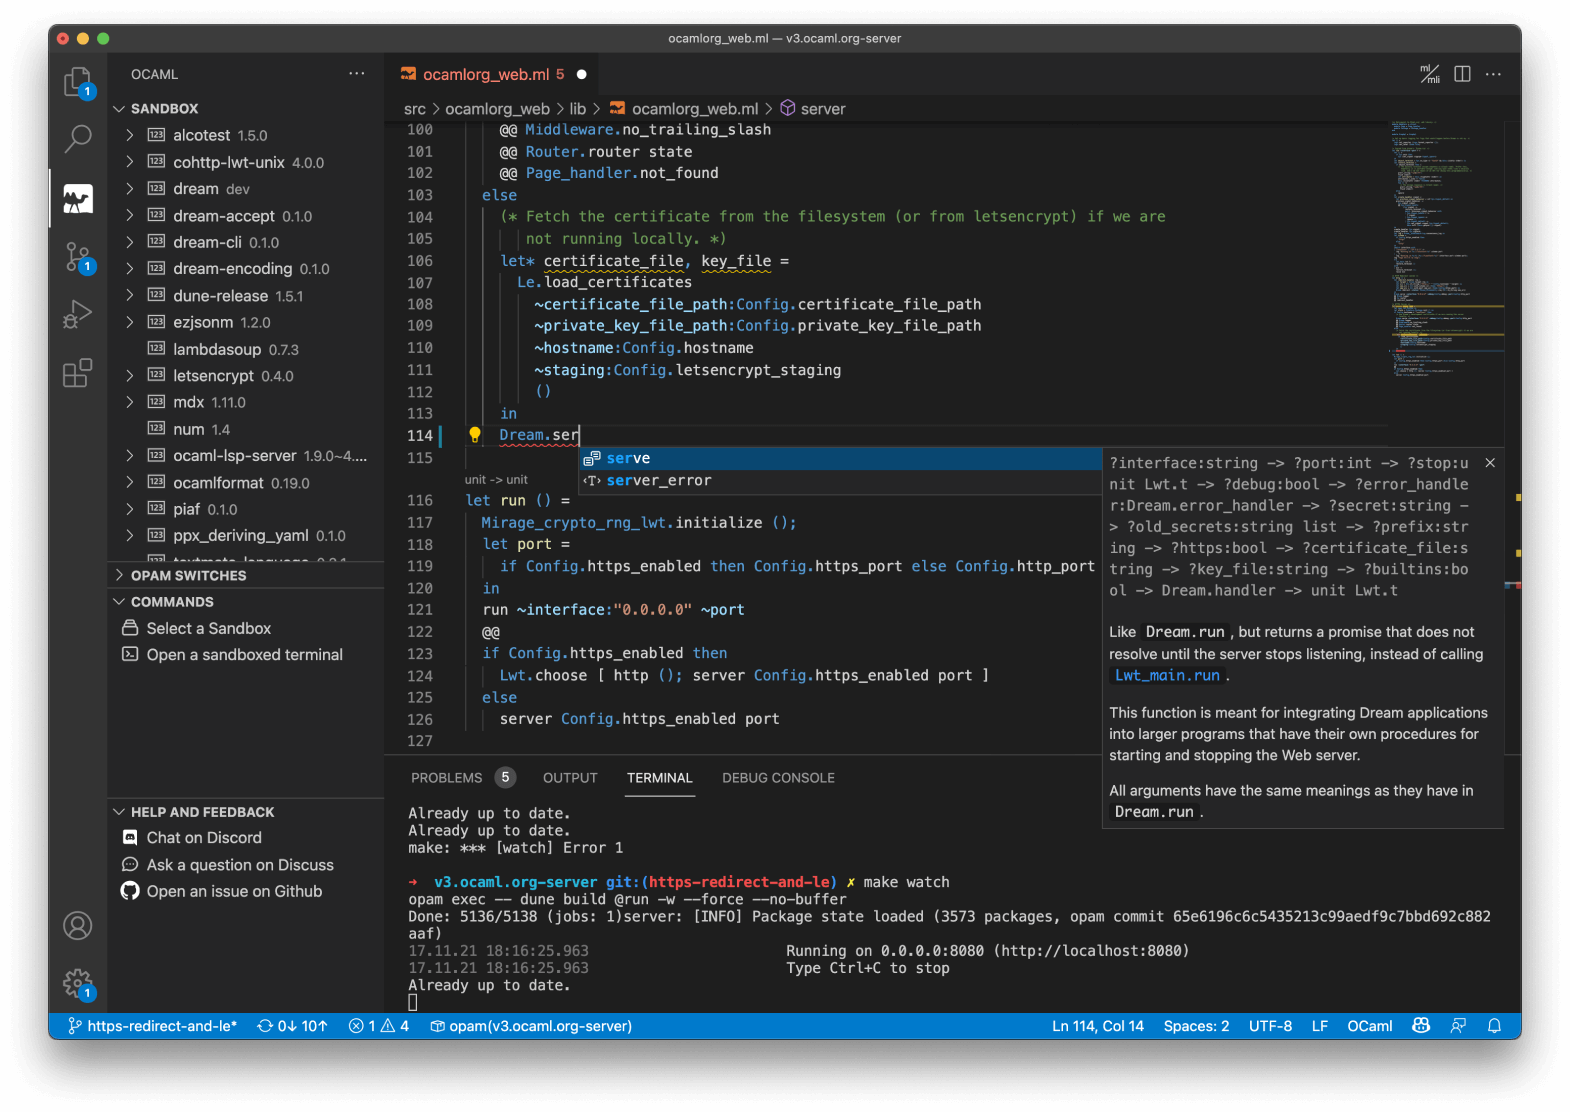 ocamlorg_web.ml — v3.ocaml.org-server
OCAML
SANDBOX
alcotest 1.5.0
cohttp-lwt-unix 4.0.0
dream dev
dream-accept 0.1.0
dream-cli 0.1.0
dream-encoding 0.1.0
dune-release 1.5.1
ezjsonm 1.2.0
lambdasoup 0.7.3
letsencrypt 0.4.0
mdx 1.11.0
num 1.4
ocaml-lsp-server 1.9.0~4....
ocamlformat 0.19.0
piaf 0.1.0
ppx_deriving_yaml 0.1.0
OPAM SWITCHES
COMMANDS
Select a Sandbox
Open a sandboxed terminal
HELP AND FEEDBACK
Chat on Discord
Ask a question on Discuss
Open an issue on Github
1
1
1
ocamlorg_web.ml 5
ml/mli
src > ocamlorg_web > lib > ocamlorg_web.ml > server
100 @@ Middleware.no_trailing_slash
101 @@ Router.router state
102 @@ Page_handler.not_found
103 else
104 (* Fetch the certificate from the filesystem (or from letsencrypt) if we are
105 not running locally. *)
106 let* certificate_file, key_file =
107 Le.load_certificates
108 ~certificate_file_path:Config.certificate_file_path
109 ~private_key_file_path:Config.private_key_file_path
110 ~hostname:Config.hostname
111 ~staging:Config.letsencrypt_staging
112 ()
113 in
114 Dream.ser
115
serve
server_error
unit -> unit
116 let run () =
117 Mirage_crypto_rng_lwt.initialize ();
118 let port =
119 if Config.https_enabled then Config.https_port else Config.http_port
120 in
121 run ~interface:"0.0.0.0" ~port
122 @@
123 if Config.https_enabled then
124 Lwt.choose [ http (); server Config.https_enabled port ]
125 else
126 server Config.https_enabled port
127
?interface:string -> ?port:int -> ?stop:u
nit Lwt.t -> ?debug:bool -> ?error_handle
r:Dream.error_handler -> ?secret:string -
> ?old_secrets:string list -> ?prefix:str
ing -> ?https:bool -> ?certificate_file:s
tring -> ?key_file:string -> ?builtins:bo
ol -> Dream.handler -> unit Lwt.t
Like Dream.run, but returns a promise that does not
resolve until the server stops listening, instead of calling
Lwt_main.run.
This function is meant for integrating Dream applications
into larger programs that have their own procedures for
starting and stopping the Web server.
All arguments have the same meanings as they have in
Dream.run.
PROBLEMS 5 OUTPUT TERMINAL DEBUG CONSOLE
Already up to date.
Already up to date.
make: *** [watch] Error 1
➜ v3.ocaml.org-server git:(https-redirect-and-le) ✗ make watch
opam exec -- dune build @run -w --force --no-buffer
Done: 5136/5138 (jobs: 1)server: [INFO] Package state loaded (3573 packages, opam commit 65e6196c6c5435213c99aedf9c7bbd692c882
aaf)
17.11.21 18:16:25.963 Running on 0.0.0.0:8080 (http://localhost:8080)
17.11.21 18:16:25.963 Type Ctrl+C to stop
Already up to date.
https-redirect-and-le* 0↓ 10↑ 1 4 opam(v3.ocaml.org-server) Ln 114, Col 14 Spaces: 2 UTF-8 LF OCaml